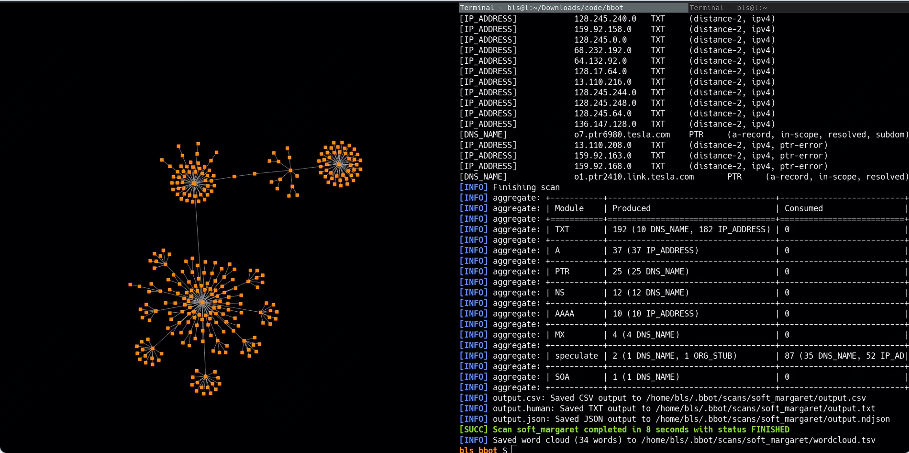 Terminal - bls@l:~/Downloads/code/bbot
Terminal - bls@l:~
[IP_ADDRESS] 128.245.240.0 TXT (distance-2, ipv4)
[IP_ADDRESS] 159.92.158.0 TXT (distance-2, ipv4)
[IP_ADDRESS] 128.245.0.0 TXT (distance-2, ipv4)
[IP_ADDRESS] 68.232.192.0 TXT (distance-2, ipv4)
[IP_ADDRESS] 64.132.92.0 TXT (distance-2, ipv4)
[IP_ADDRESS] 128.17.64.0 TXT (distance-2, ipv4)
[IP_ADDRESS] 13.110.216.0 TXT (distance-2, ipv4)
[IP_ADDRESS] 128.245.244.0 TXT (distance-2, ipv4)
[IP_ADDRESS] 128.245.248.0 TXT (distance-2, ipv4)
[IP_ADDRESS] 128.245.64.0 TXT (distance-2, ipv4)
[IP_ADDRESS] 136.147.128.0 TXT (distance-2, ipv4)
[DNS_NAME] o7.ptr6980.tesla.com PTR (a-record, in-scope, resolved, subdom
[IP_ADDRESS] 13.110.208.0 TXT (distance-2, ipv4, ptr-error)
[IP_ADDRESS] 159.92.163.0 TXT (distance-2, ipv4, ptr-error)
[IP_ADDRESS] 159.92.168.0 TXT (distance-2, ipv4, ptr-error)
[DNS_NAME] o1.ptr2410.link.tesla.com PTR (a-record, in-scope, resolved)
[INFO] Finishing scan
[INFO] aggregate: +-----------+----------------------------------+--------------------------+
[INFO] aggregate: | Module | Produced | Consumed
[INFO] aggregate: +===========+==================================+==========================+
[INFO] aggregate: | TXT | 192 (10 DNS_NAME, 182 IP_ADDRESS) | 0
[INFO] aggregate: +-----------+----------------------------------+--------------------------+
[INFO] aggregate: | A | 37 (37 IP_ADDRESS) | 0
[INFO] aggregate: +-----------+----------------------------------+--------------------------+
[INFO] aggregate: | PTR | 25 (25 DNS_NAME) | 0
[INFO] aggregate: +-----------+----------------------------------+--------------------------+
[INFO] aggregate: | NS | 12 (12 DNS_NAME) | 0
[INFO] aggregate: +-----------+----------------------------------+--------------------------+
[INFO] aggregate: | AAAA | 10 (10 IP_ADDRESS) | 0
[INFO] aggregate: +-----------+----------------------------------+--------------------------+
[INFO] aggregate: | MX | 4 (4 DNS_NAME) | 0
[INFO] aggregate: +-----------+----------------------------------+--------------------------+
[INFO] aggregate: | speculate | 2 (1 DNS_NAME, 1 ORG_STUB) | 87 (35 DNS_NAME, 52 IP_AD|
[INFO] aggregate: +-----------+----------------------------------+--------------------------+
[INFO] aggregate: | SOA | 1 (1 DNS_NAME) | 0
[INFO] aggregate: +-----------+----------------------------------+--------------------------+
[INFO] output.csv: Saved CSV output to /home/bls/.bbot/scans/soft_margaret/output.csv
[INFO] output.human: Saved TXT output to /home/bls/.bbot/scans/soft_margaret/output.txt
[INFO] output.json: Saved JSON output to /home/bls/.bbot/scans/soft_margaret/output.ndjson
[SUCC] Scan soft_margaret completed in 8 seconds with status FINISHED
[INFO] Saved word cloud (34 words) to /home/bls/.bbot/scans/soft_margaret/wordcloud.tsv
bls bbot $